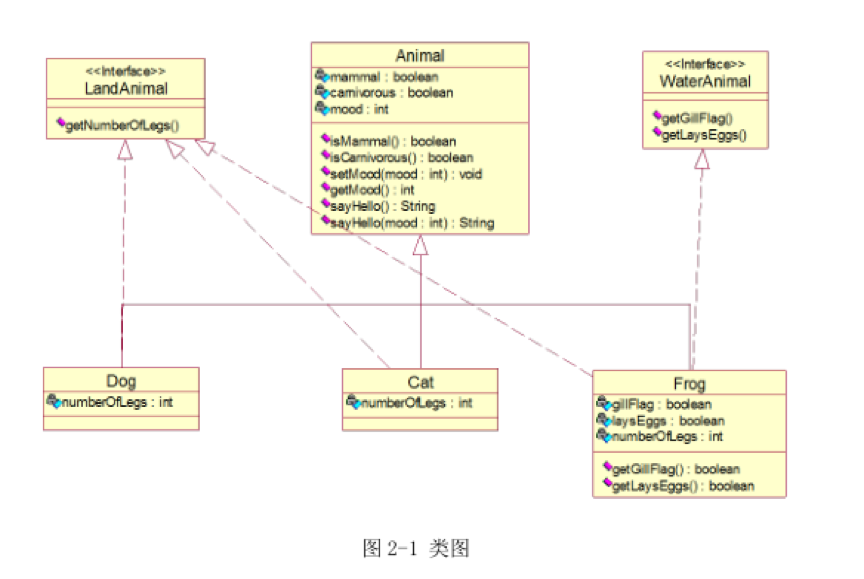 <<Interface>>
LandAnimal
getNumberOfLegs()
Animal
mammal : boolean
carnivorous : boolean
mood : int
isMammal() : boolean
isCarnivorous() : boolean
setMood(mood : int) : void
getMood() : int
sayHello() : String
sayHello(mood : int) : String
<<Interface>>
WaterAnimal
getGillFlag()
getLaysEggs()
Dog
numberOfLegs : int
Cat
numberOfLegs : int
Frog
gillFlag : boolean
laysEggs : boolean
numberOfLegs : int
getGillFlag() : boolean
getLaysEggs() : boolean
图 2-1 类图